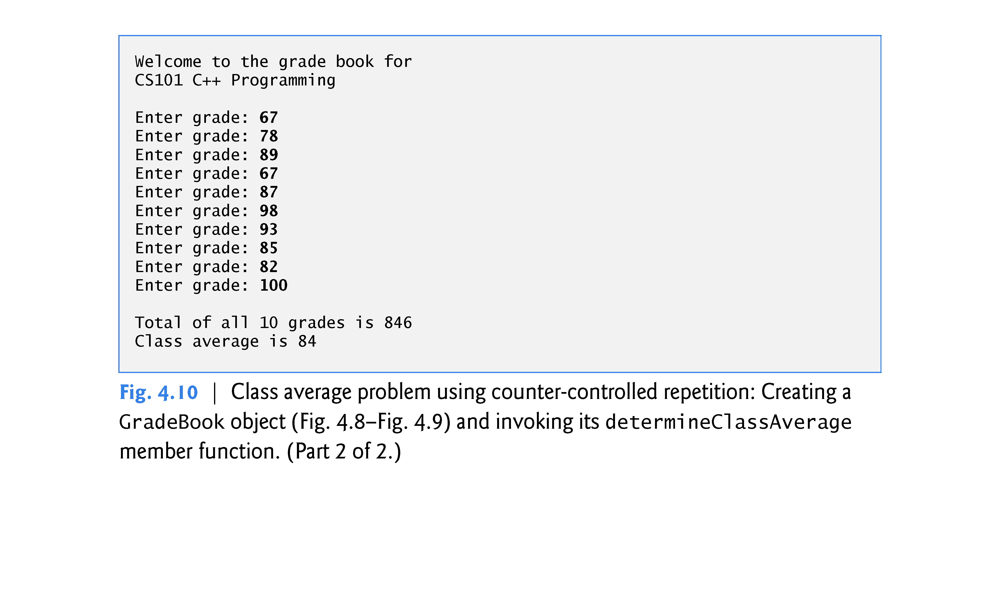 Welcome to the grade book for
CS101 C++ Programming
Enter grade: 67
Enter grade: 78
Enter grade: 89
Enter grade: 67
Enter grade: 87
Enter grade: 98
Enter grade: 93
Enter grade: 85
Enter grade: 82
Enter grade: 100
Total of all 10 grades is 846
Class average is 84
Fig. 4.10 | Class average problem using counter-controlled repetition: Creating a
GradeBook object (Fig. 4.8–Fig. 4.9) and invoking its determineClassAverage
member function. (Part 2 of 2.)